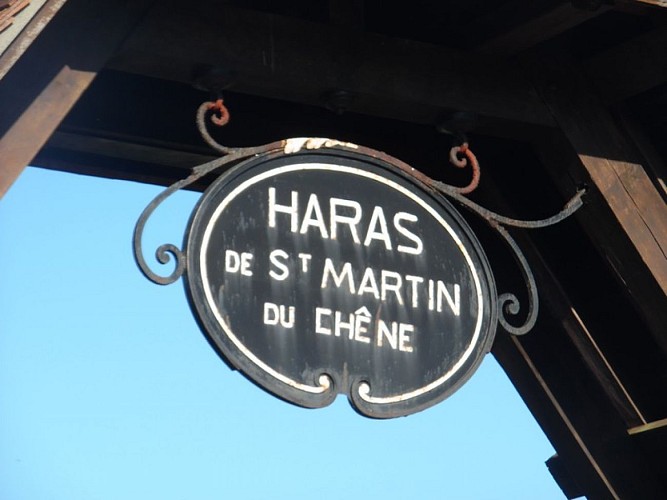 HARAS
DE ST MARTIN
DU CHÊNE